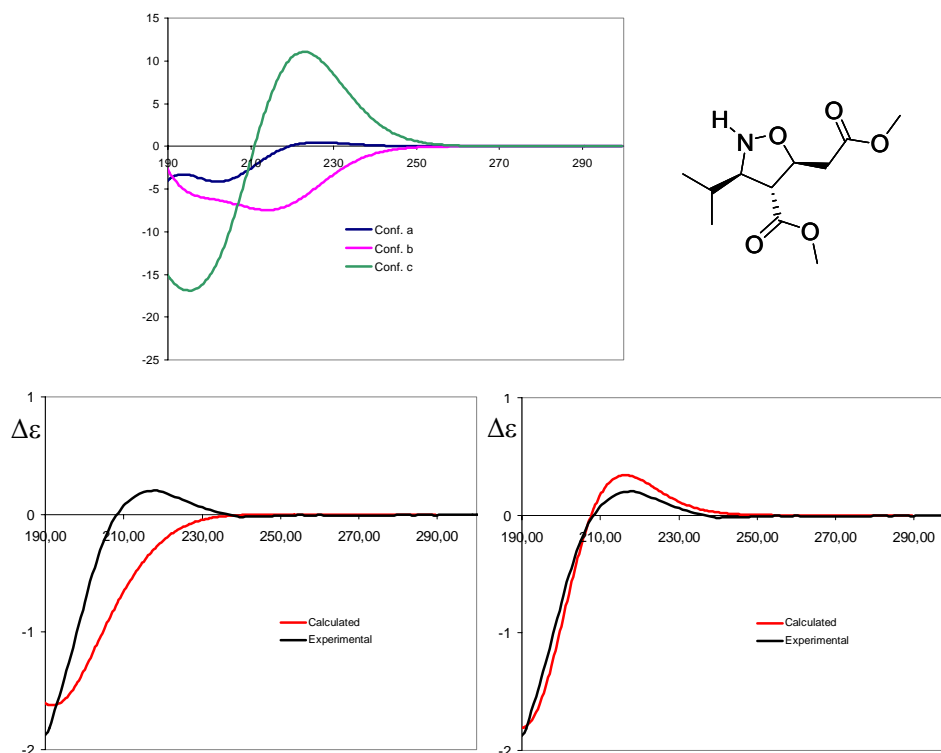 15
10
5
0
-5
-10
-15
-20
-25
190
210
230
250
270
290
Conf. a
Conf. b
Conf. c
H
N
O
O
O
O
O
1
Δε
0
-1
-2
190,00
210,00
230,00
250,00
270,00
290,00
Calculated
Experimental
1
Δε
0
-1
-2
190,00
210,00
230,00
250,00
270,00
290,00
Calculated
Experimental